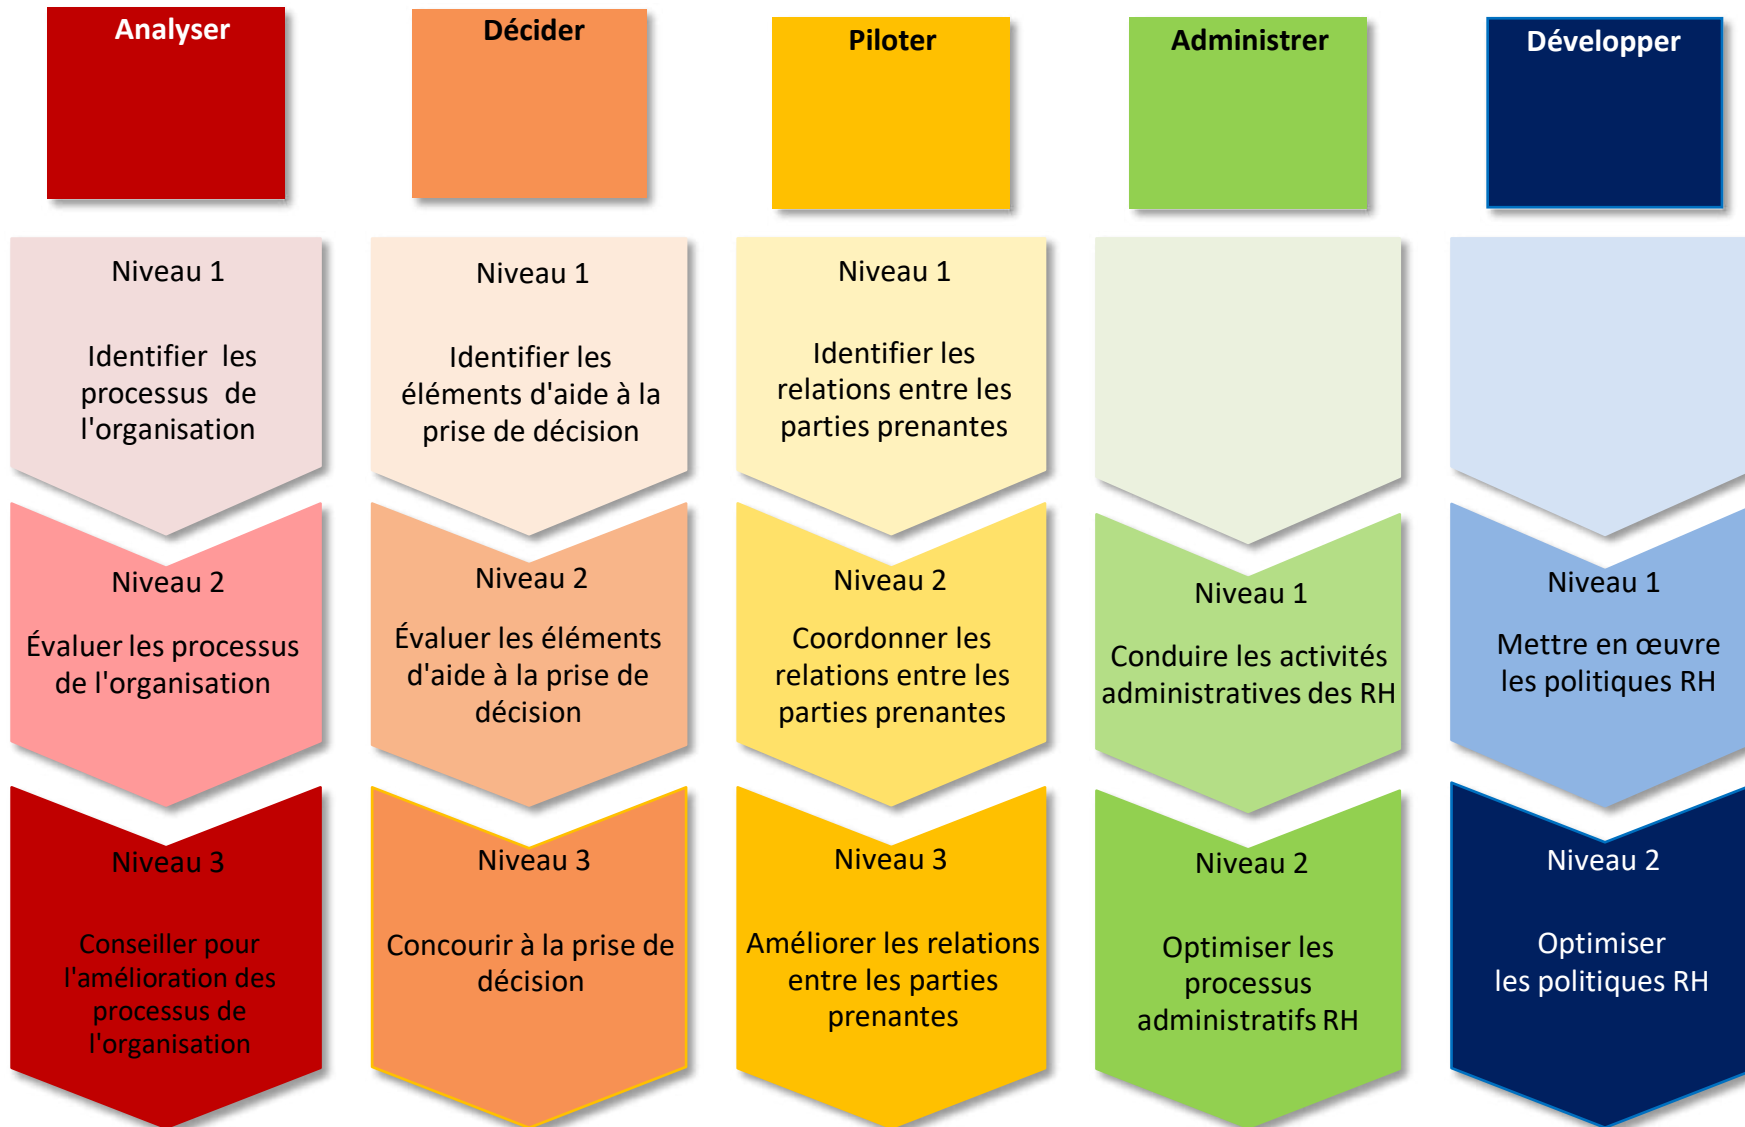 Analyser
Niveau 1
Identifier les
processus de
l'organisation
Niveau 2
Évaluer les processus
de l'organisation
Niveau 3
Conseiller pour
l'amélioration des
processus de
l'organisation
Décider
Niveau 1
Identifier les
éléments d'aide à la
prise de décision
Niveau 2
Évaluer les éléments
d'aide à la prise de
décision
Niveau 3
Concourir à la prise de
décision
Piloter
Niveau 1
Identifier les
relations entre les
parties prenantes
Niveau 2
Coordonner les
relations entre les
parties prenantes
Niveau 3
Améliorer les relations
entre les parties
prenantes
Administrer
Niveau 1
Conduire les activités
administratives des RH
Niveau 2
Optimiser les
processus
administratifs RH
Développer
Niveau 1
Mettre en œuvre
les politiques RH
Niveau 2
Optimiser
les politiques RH